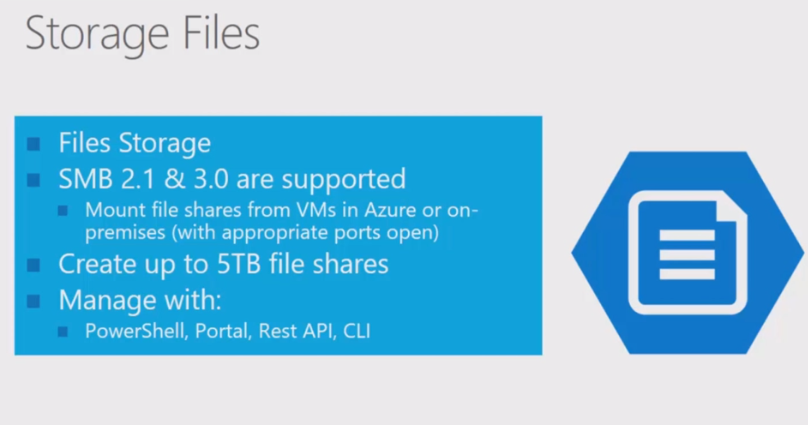 Storage Files
Files Storage
SMB 2.1 & 3.0 are supported
Mount file shares from VMs in Azure or on-
premises (with appropriate ports open)
Create up to 5TB file shares
Manage with:
PowerShell, Portal, Rest API, CLI